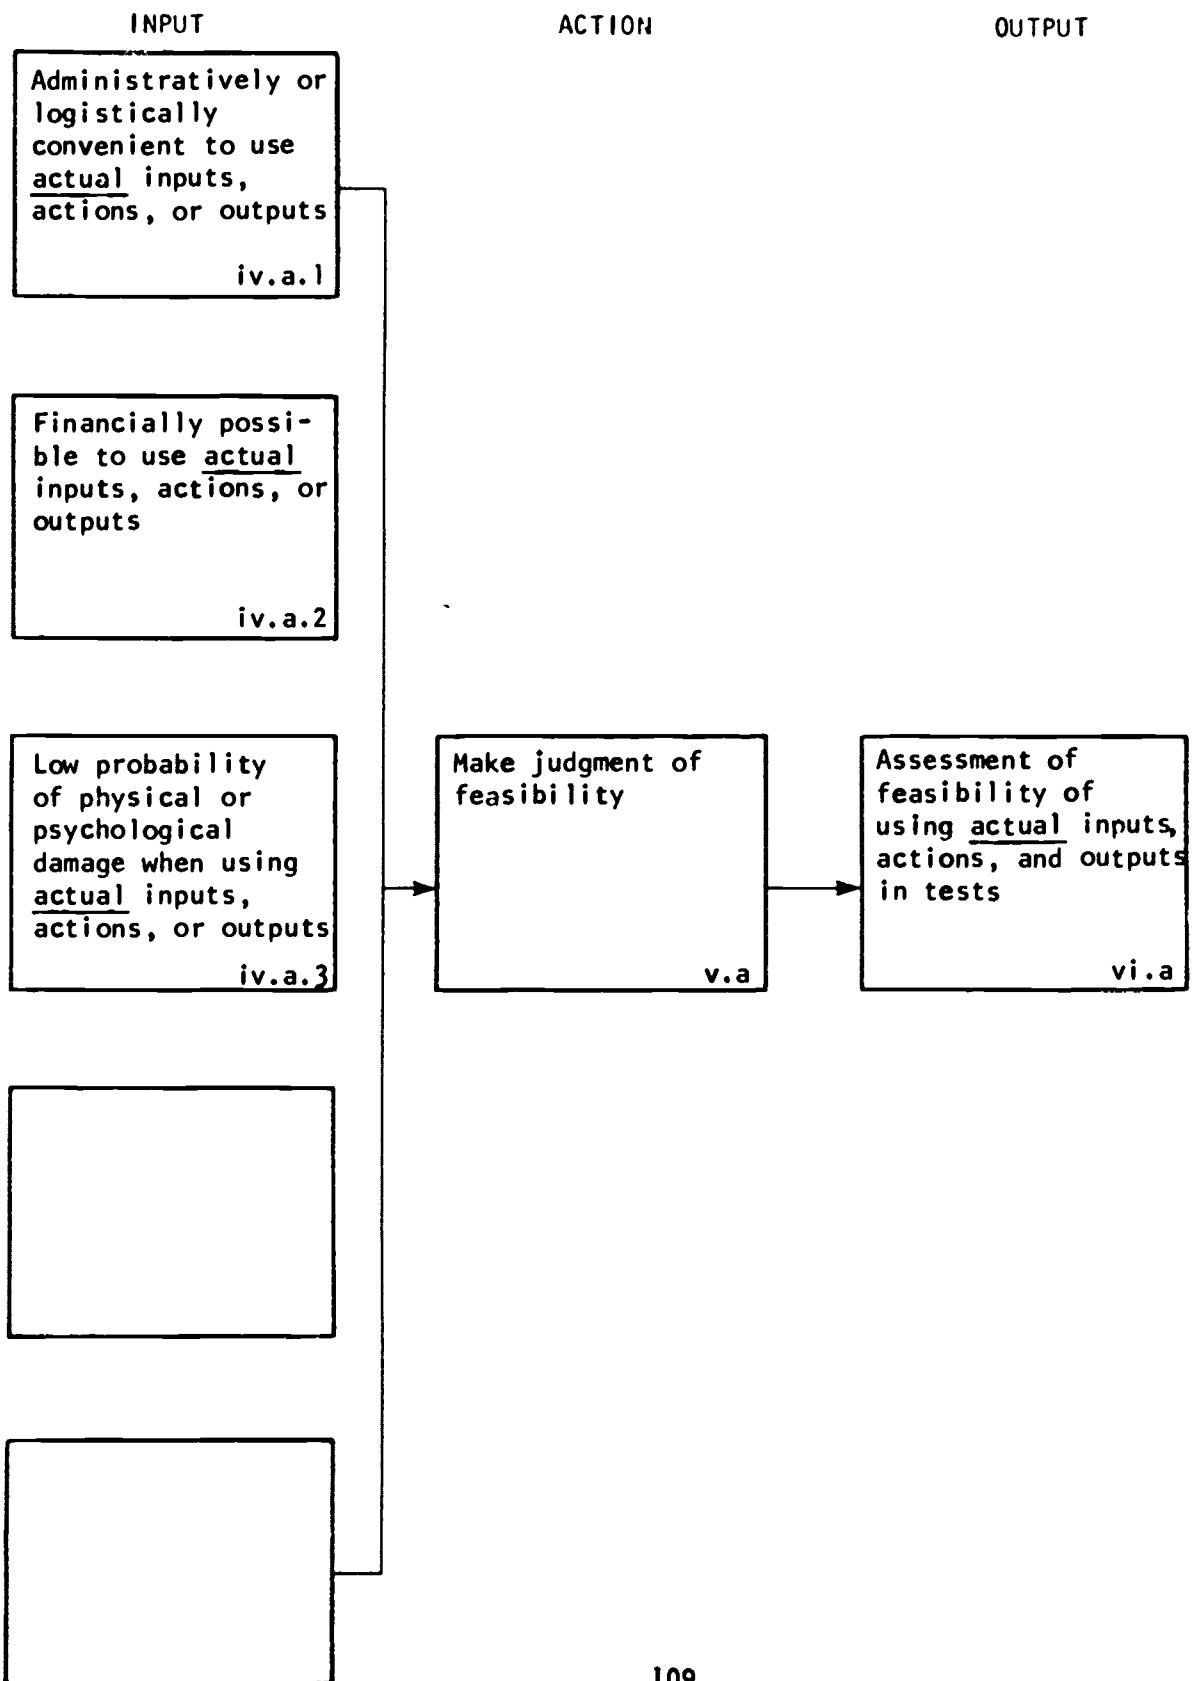 INPUT
ACTION
OUTPUT
Administratively or
logistically
convenient to use
actual inputs,
actions, or outputs
iv.a.1
Financially possi-
ble to use actual
inputs, actions, or
outputs
iv.a.2
Low probability
of physical or
psychological
damage when using
actual inputs,
actions, or outputs
iv.a.3
Make judgment of
feasibility
v.a
Assessment of
feasibility of
using actual inputs,
actions, and outputs
in tests
vi.a
109